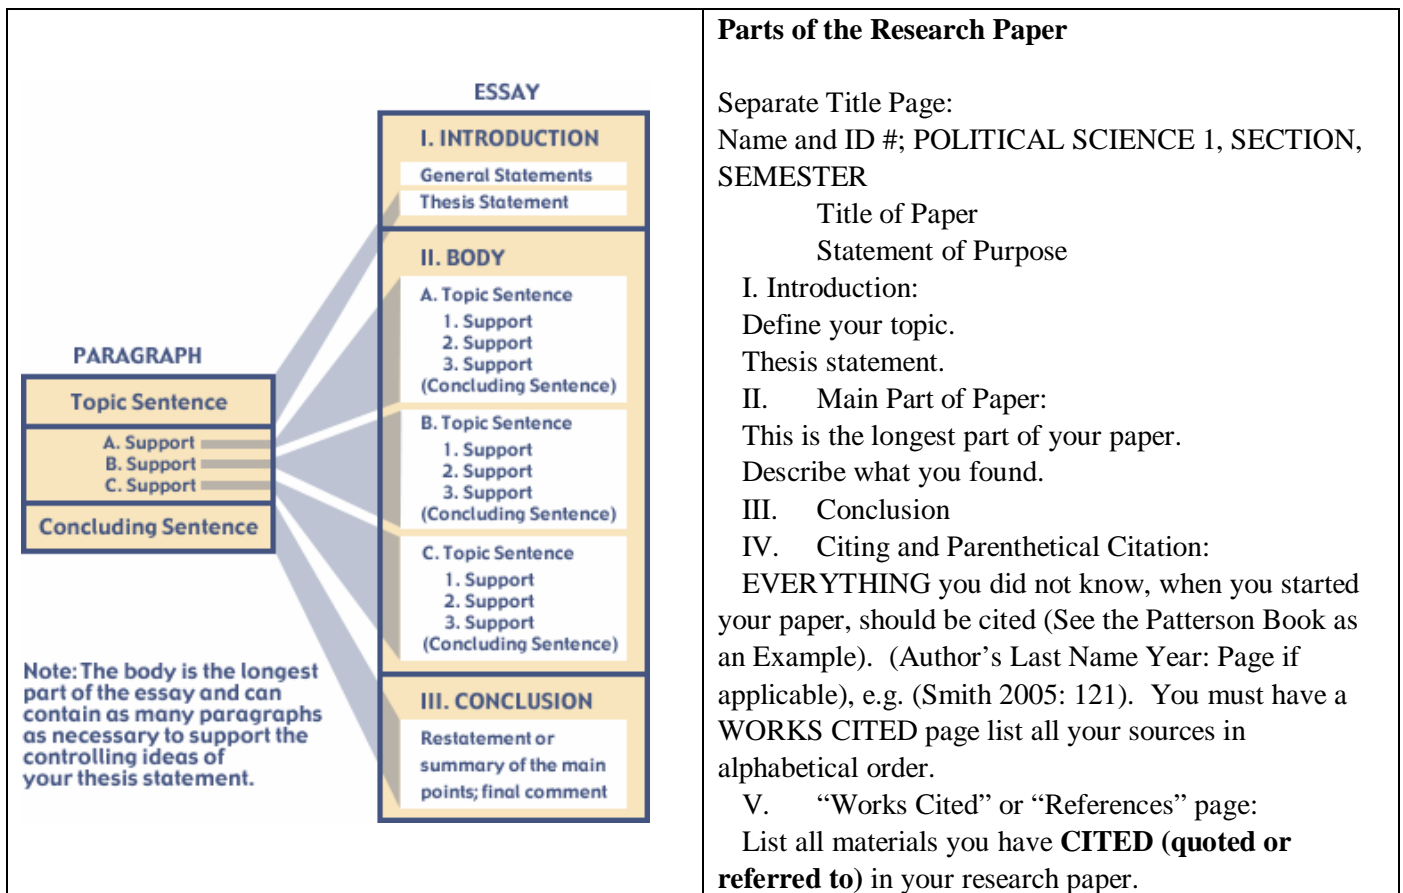 PARAGRAPH
Topic Sentence
A. Support
B. Support
C. Support
Concluding Sentence
Note: The body is the longest
part of the essay and can
contain as many paragraphs
as necessary to support the
controlling ideas of
your thesis statement.
ESSAY
I. INTRODUCTION
General Statements
Thesis Statement
II. BODY
A. Topic Sentence
1. Support
2. Support
3. Support
(Concluding Sentence)
B. Topic Sentence
1. Support
2. Support
3. Support
(Concluding Sentence)
C. Topic Sentence
1. Support
2. Support
3. Support
(Concluding Sentence)
III. CONCLUSION
Restatement or
summary of the main
points; final comment
Parts of the Research Paper
Separate Title Page:
Name and ID #; POLITICAL SCIENCE 1, SECTION,
SEMESTER
Title of Paper
Statement of Purpose
I. Introduction:
Define your topic.
Thesis statement.
II. Main Part of Paper:
This is the longest part of your paper.
Describe what you found.
III. Conclusion
IV. Citing and Parenthetical Citation:
EVERYTHING you did not know, when you started
your paper, should be cited (See the Patterson Book as
an Example). (Author's Last Name Year: Page if
applicable), e.g. (Smith 2005: 121). You must have a
WORKS CITED page list all your sources in
alphabetical order.
V. “Works Cited” or “References” page:
List all materials you have CITED (quoted or
referred to) in your research paper.